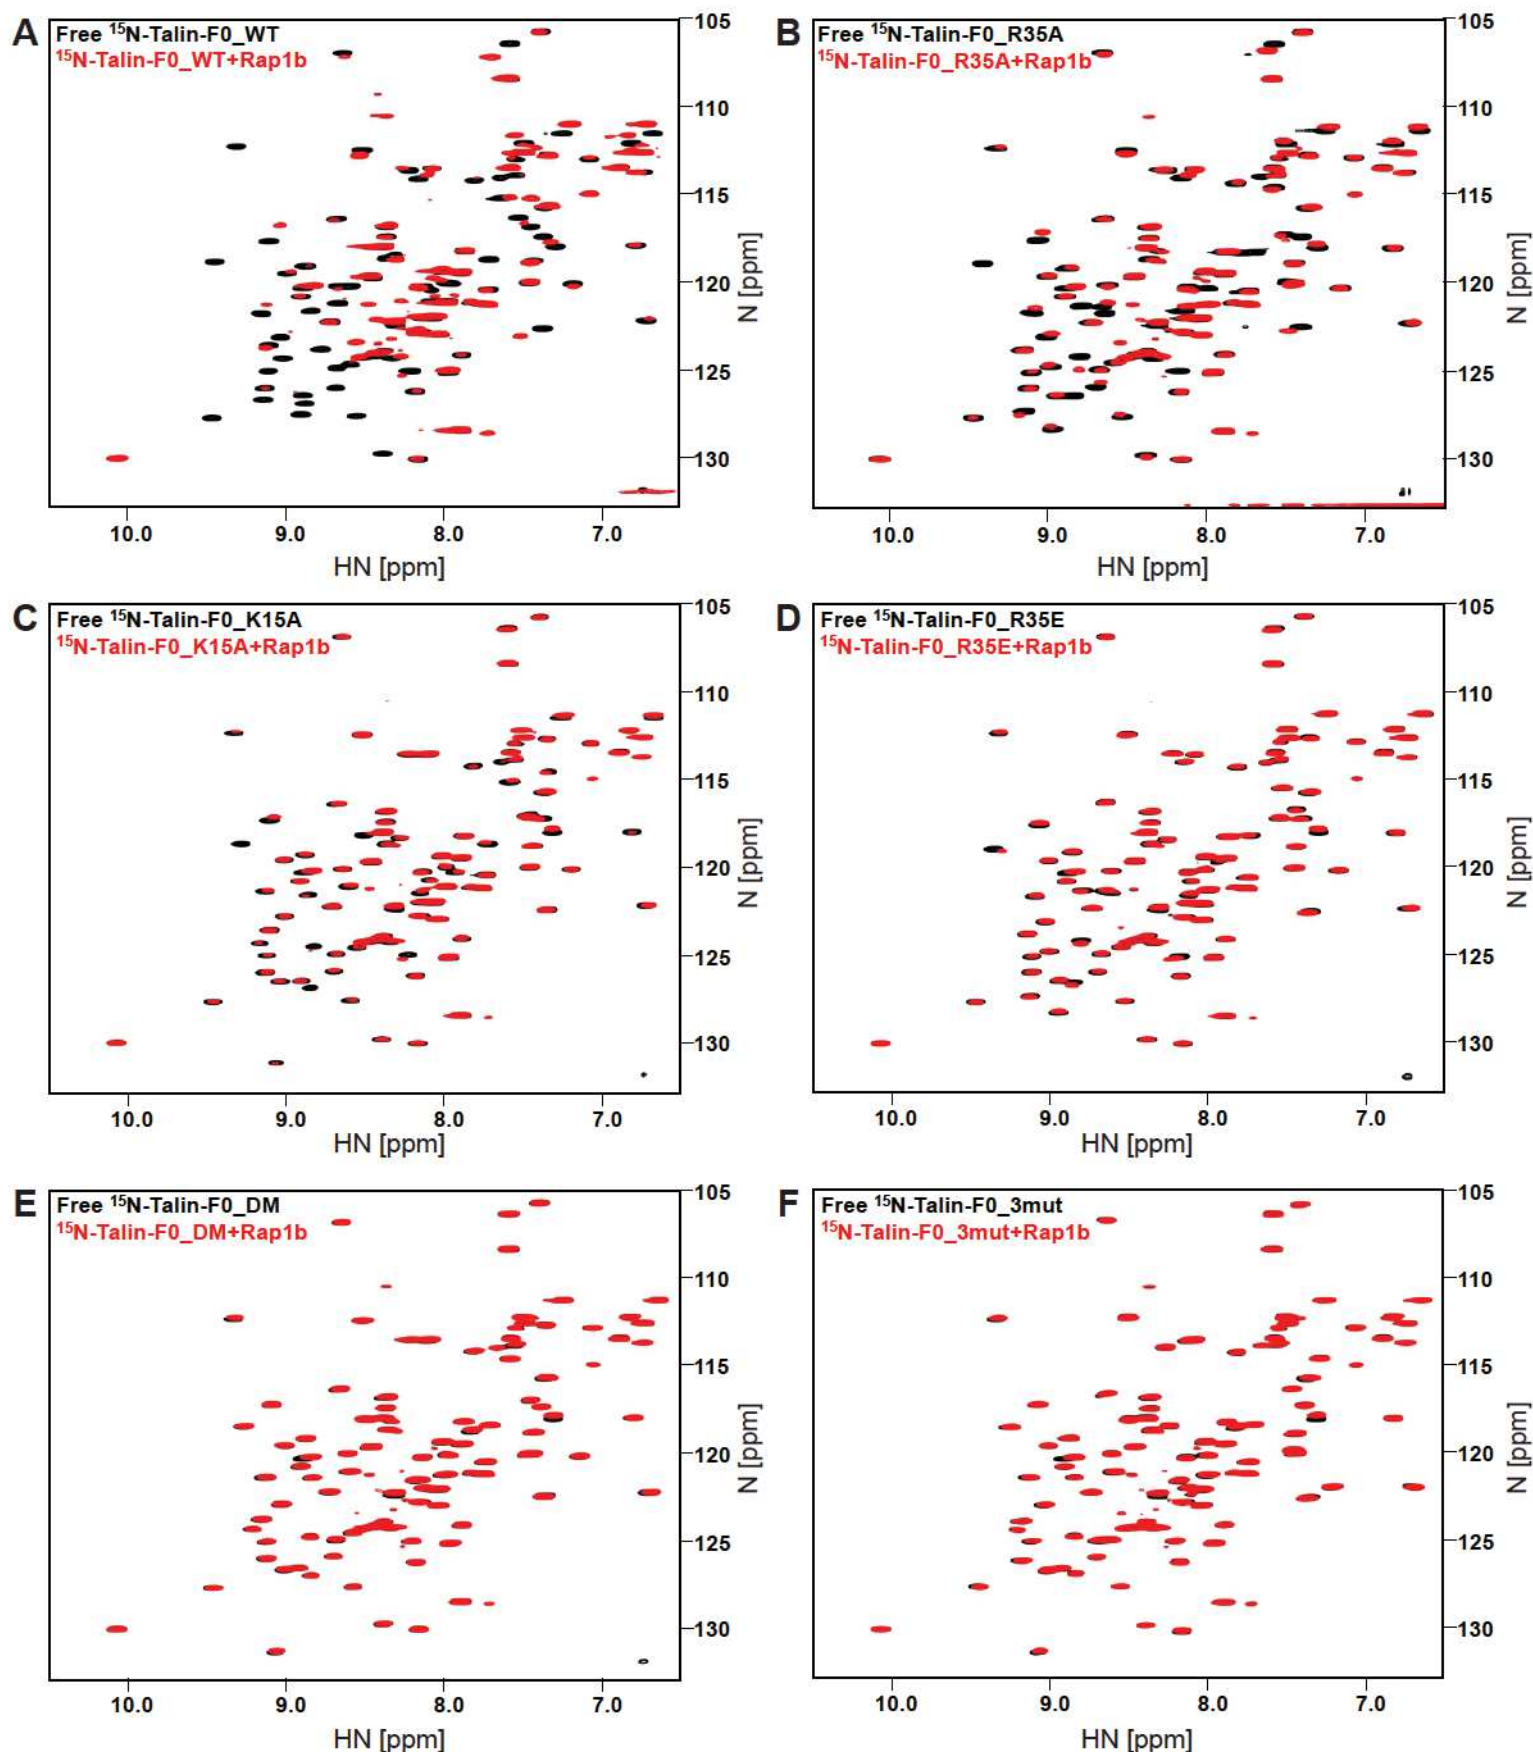 A
Free ¹⁵N-Talin-F0_WT
¹⁵N-Talin-F0_WT+Rap1b
105
110
115
120
125
130
N [ppm]
10.0 9.0 8.0 7.0
HN [ppm]
B
Free ¹⁵N-Talin-F0_R35A
¹⁵N-Talin-F0_R35A+Rap1b
105
110
115
120
125
130
N [ppm]
10.0 9.0 8.0 7.0
HN [ppm]
C
Free ¹⁵N-Talin-F0_K15A
¹⁵N-Talin-F0_K15A+Rap1b
105
110
115
120
125
130
N [ppm]
10.0 9.0 8.0 7.0
HN [ppm]
D
Free ¹⁵N-Talin-F0_R35E
¹⁵N-Talin-F0_R35E+Rap1b
105
110
115
120
125
130
N [ppm]
10.0 9.0 8.0 7.0
HN [ppm]
E
Free ¹⁵N-Talin-F0_DM
¹⁵N-Talin-F0_DM+Rap1b
105
110
115
120
125
130
N [ppm]
10.0 9.0 8.0 7.0
HN [ppm]
F
Free ¹⁵N-Talin-F0_3mut
¹⁵N-Talin-F0_3mut+Rap1b
105
110
115
120
125
130
N [ppm]
10.0 9.0 8.0 7.0
HN [ppm]